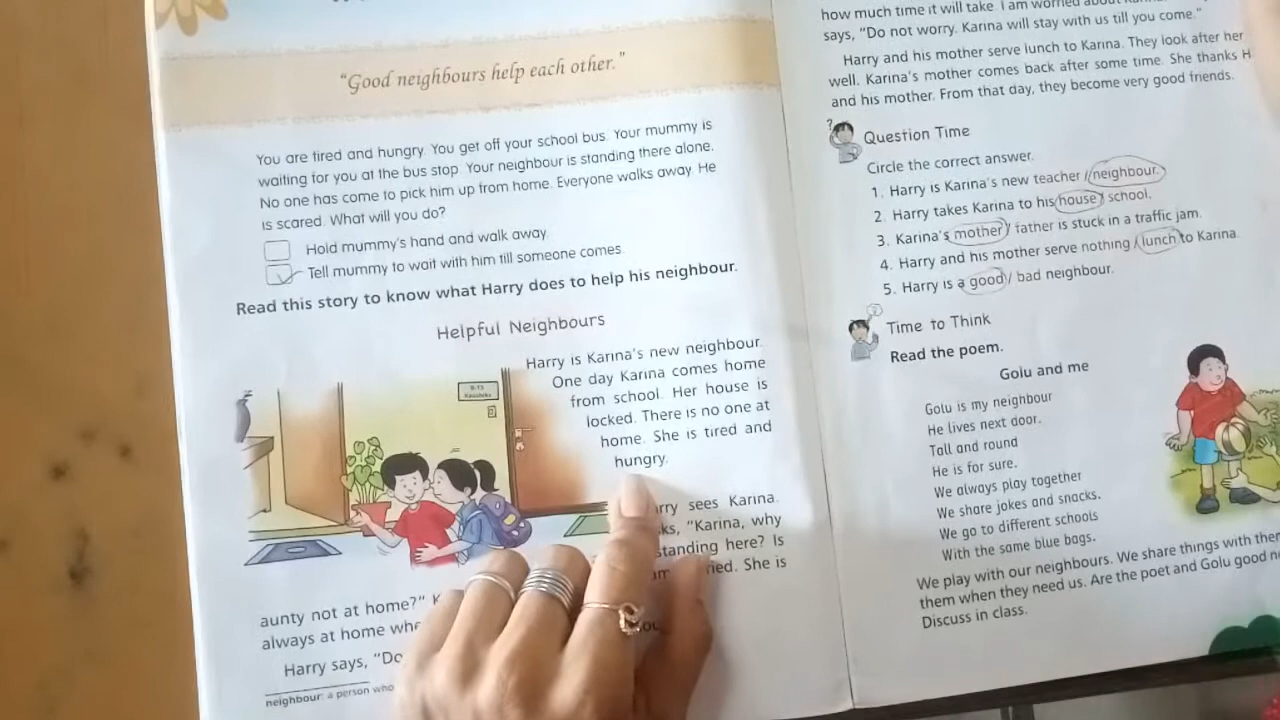 "Good neighbours help each other."
You are tired and hungry. You get off your school bus. Your mummy is
waiting for you at the bus stop. Your neighbour is standing there alone.
No one has come to pick him up from home. Everyone walks away. He
is scared. What will you do?
Hold mummy's hand and walk away.
Tell mummy to wait with him till someone comes.
Read this story to know what Harry does to help his neighbour.
Helpful Neighbours
Harry is Karina's new neighbour.
One day Karina comes home
from school. Her house is
locked. There is no one at
home. She is tired and
hungry.
sees Karina.
"Karina, why
standing here? Is
She is
aunty not at home?"
always at home
Harry says,
neighbour: a person who
how much time it will take. I am worried about
says, "Do not worry. Karina will stay with us till you come."
Harry and his mother serve lunch to Karina. They look after her
well. Karina's mother comes back after some time. She thanks
and his mother. From that day, they become very good friends.
?
Question Time
Circle the correct answer.
1. Harry is Karina's new teacher / neighbour.
2. Harry takes Karina to his house / school.
3. Karina's mother / father is stuck in a traffic jam.
4. Harry and his mother serve nothing / lunch to Karina.
5. Harry is a good / bad neighbour.
Time to Think
Read the poem.
Golu and me
Golu is my neighbour
He lives next door.
Tall and round
He is for sure.
We always play together
We share jokes and snacks.
We go to different schools
With the same blue bags.
We play with our neighbours. We share things with
them when they need us. Are the poet and Golu good
Discuss in class.